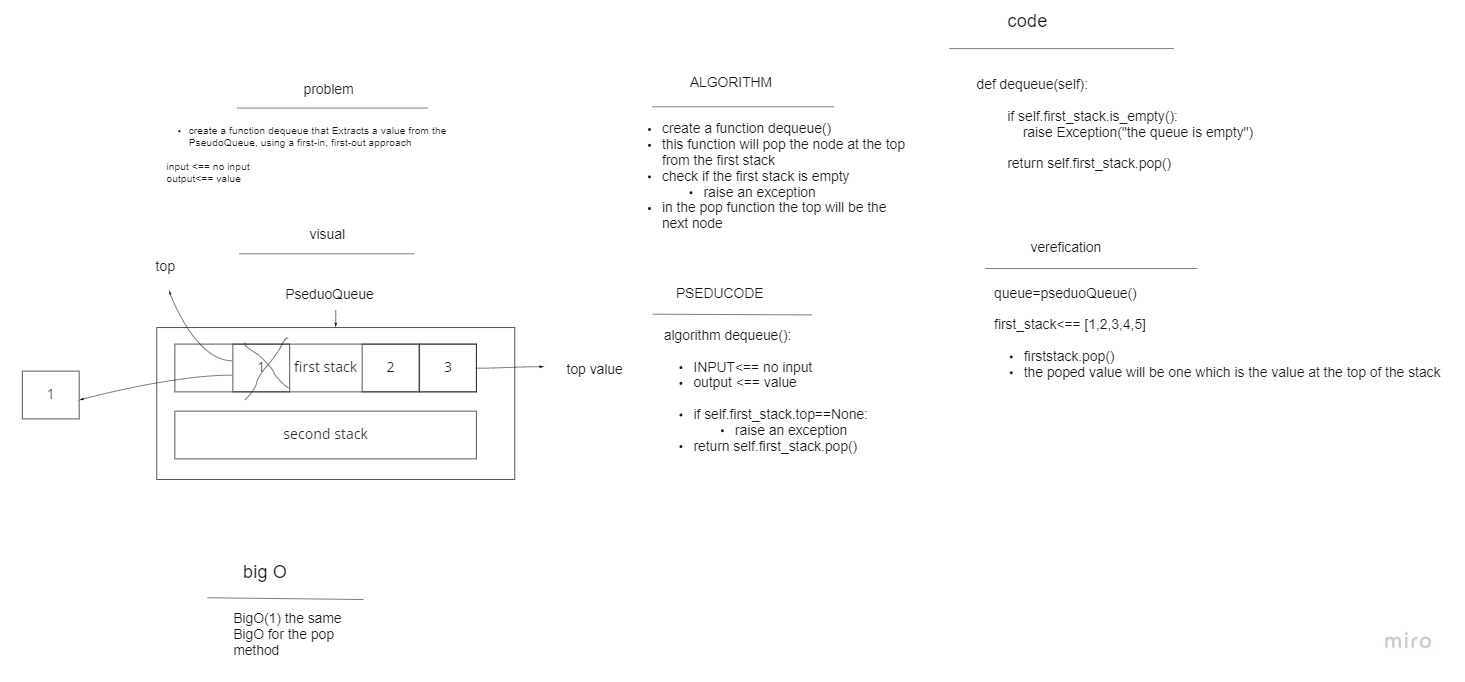 problem
• create a function dequeue that Extracts a value from the
PseudoQueue, using a first-in, first-out approach
input <== no input
output<== value
visual
top
PseduoQueue
1
first stack
2
3
top value
1
second stack
big O
BigO(1) the same
BigO for the pop
method
ALGORITHM
• create a function dequeue()
• this function will pop the node at the top
from the first stack
• check if the first stack is empty
• raise an exception
• in the pop function the top will be the
next node
PSEDUCODE
algorithm dequeue():
• INPUT<== no input
• output <== value
• if self.first_stack.top==None:
• raise an exception
• return self.first_stack.pop()
code
def dequeue(self):
if self.first_stack.is_empty():
raise Exception("the queue is empty")
return self.first_stack.pop()
verefication
queue=pseduoQueue()
first_stack<== [1,2,3,4,5]
• firststack.pop()
• the poped value will be one which is the value at the top of the stack
miro